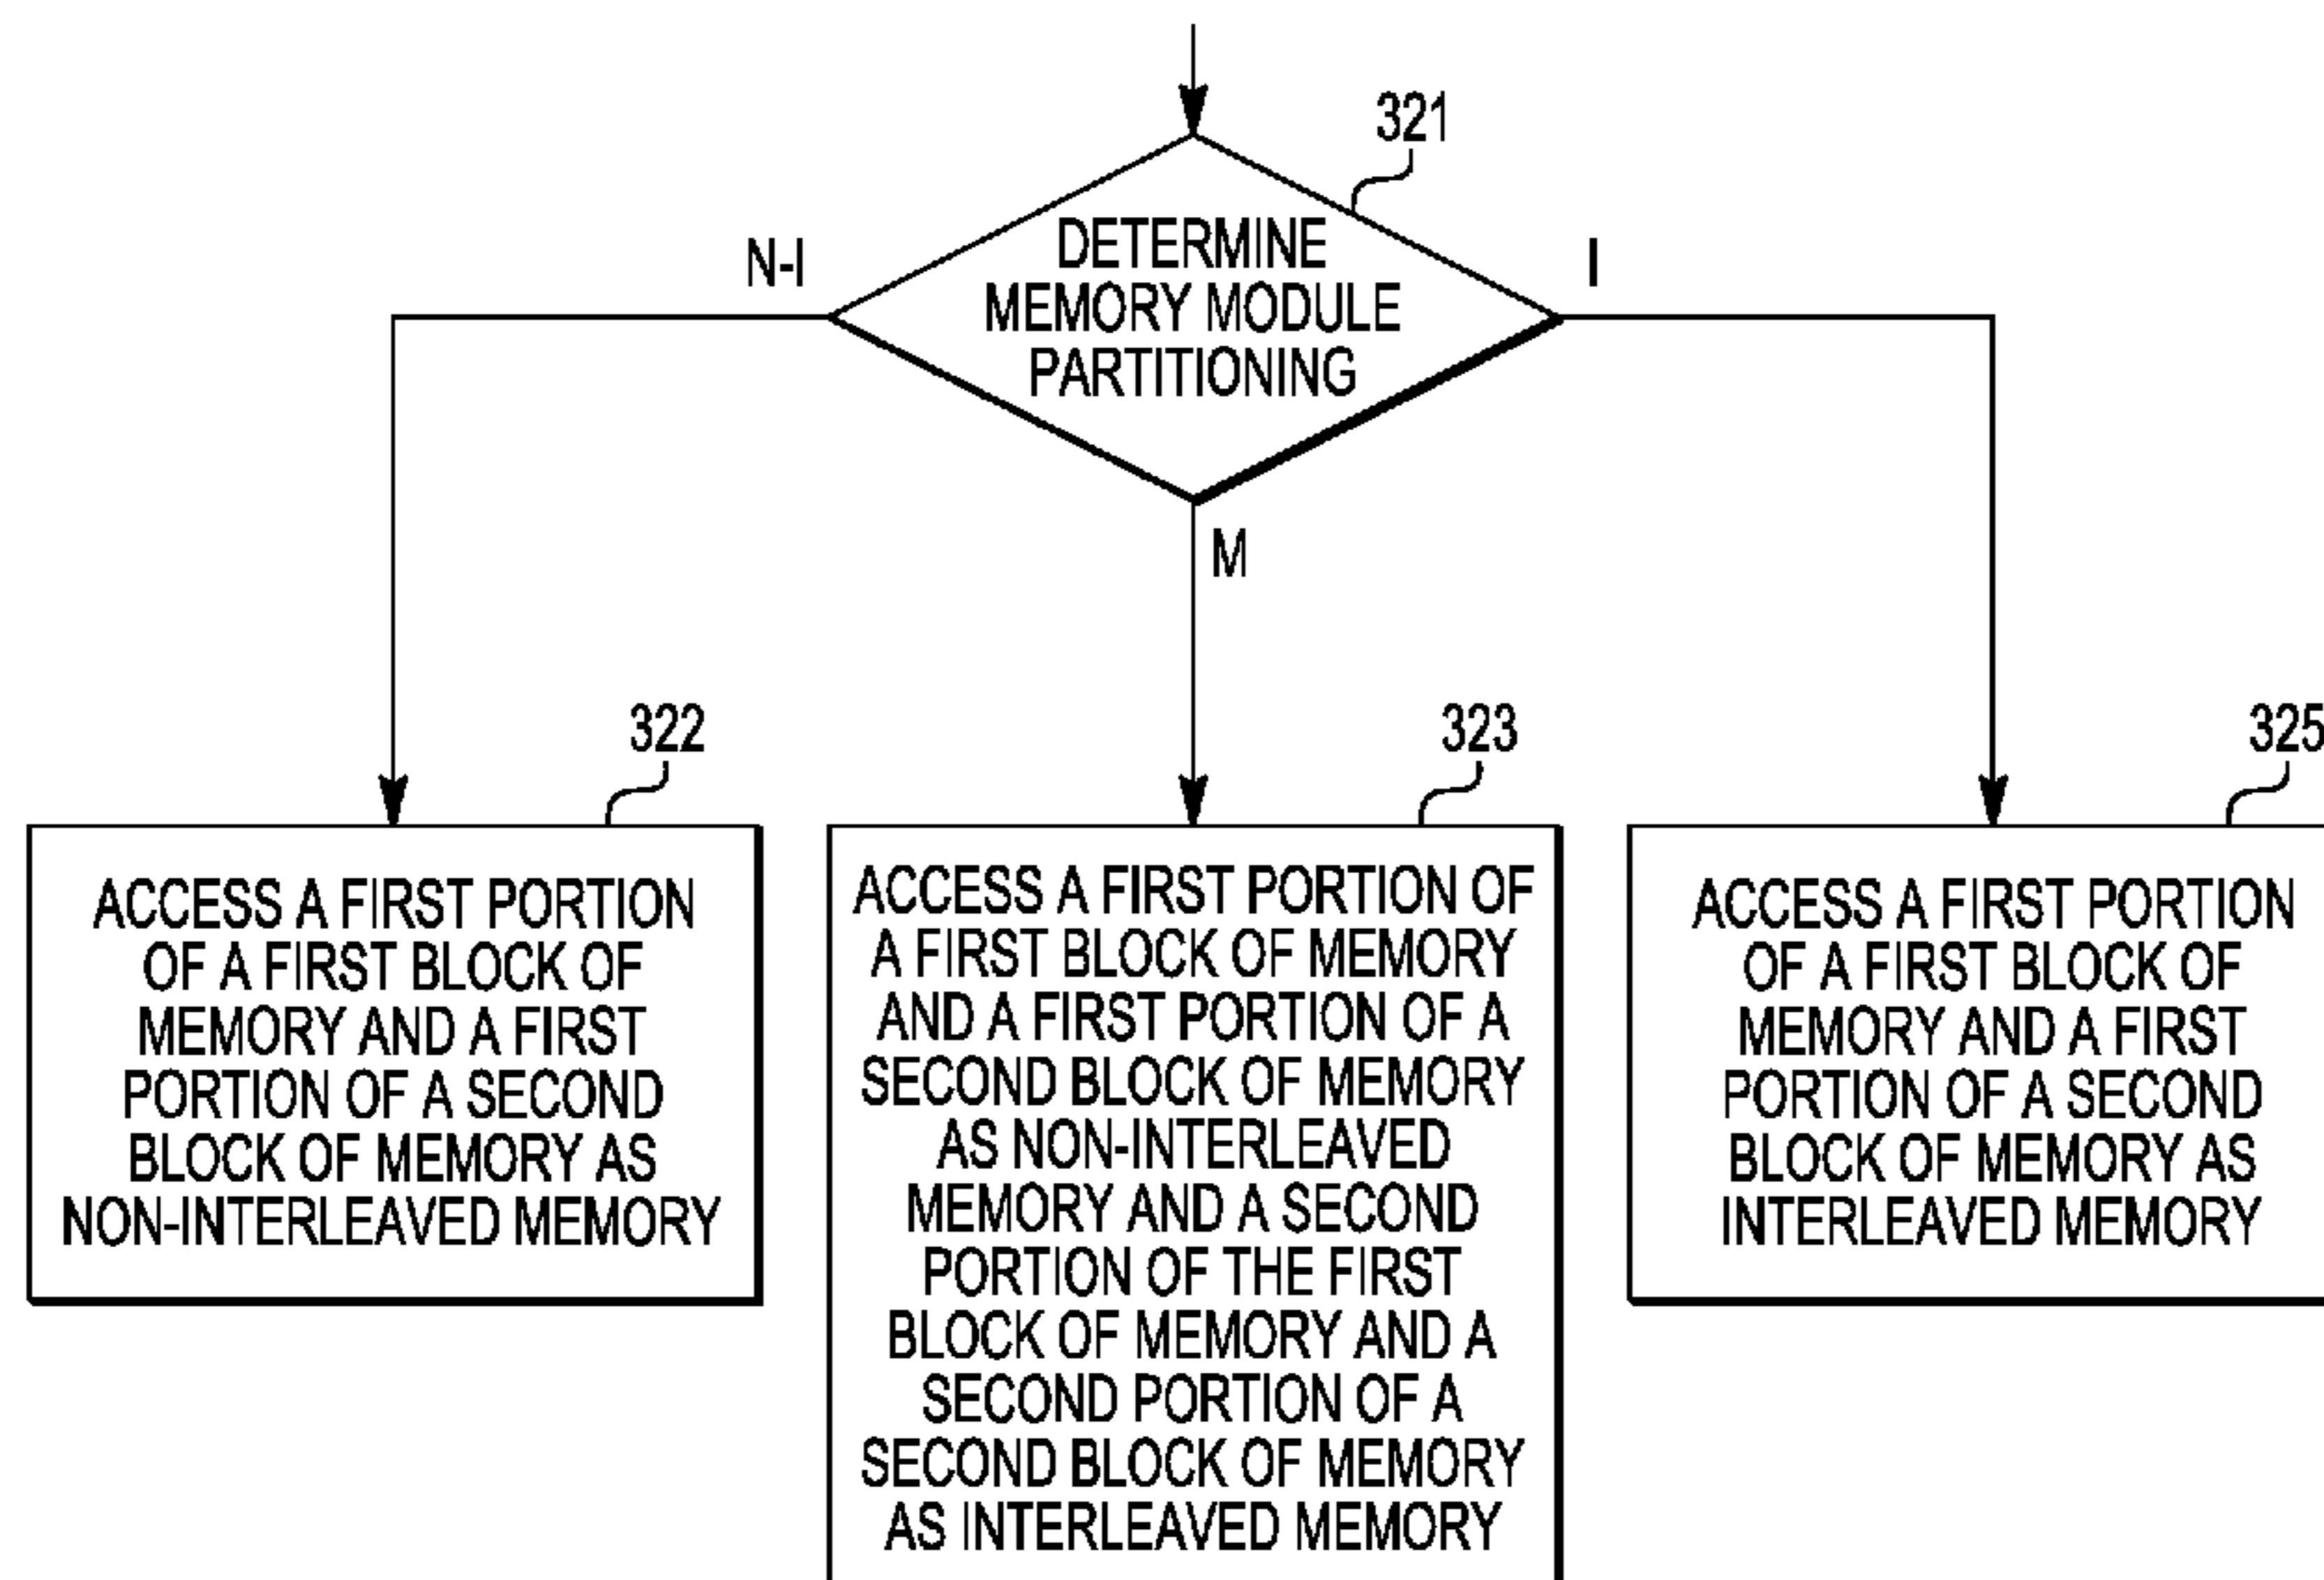 321
DETERMINE
MEMORY MODULE
PARTITIONING
N-I
I
M
322
ACCESS A FIRST PORTION
OF A FIRST BLOCK OF
MEMORY AND A FIRST
PORTION OF A SECOND
BLOCK OF MEMORY AS
NON-INTERLEAVED MEMORY
323
ACCESS A FIRST PORTION OF
A FIRST BLOCK OF MEMORY
AND A FIRST PORTION OF A
SECOND BLOCK OF MEMORY
AS NON-INTERLEAVED
MEMORY AND A SECOND
PORTION OF THE FIRST
BLOCK OF MEMORY AND A
SECOND PORTION OF A
SECOND BLOCK OF MEMORY
AS INTERLEAVED MEMORY
325
ACCESS A FIRST PORTION
OF A FIRST BLOCK OF
MEMORY AND A FIRST
PORTION OF A SECOND
BLOCK OF MEMORY AS
INTERLEAVED MEMORY